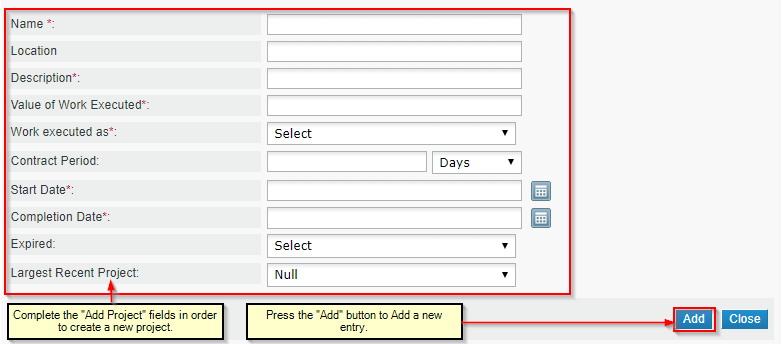 Name *:
Location
Description*:
Value of Work Executed*:
Work executed as*:
Select
Contract Period:
Days
Start Date*:
Completion Date*:
Expired:
Select
Largest Recent Project:
Null
Complete the "Add Project" fields in order
to create a new project.
Press the "Add" button to Add a new
entry.
Add
Close